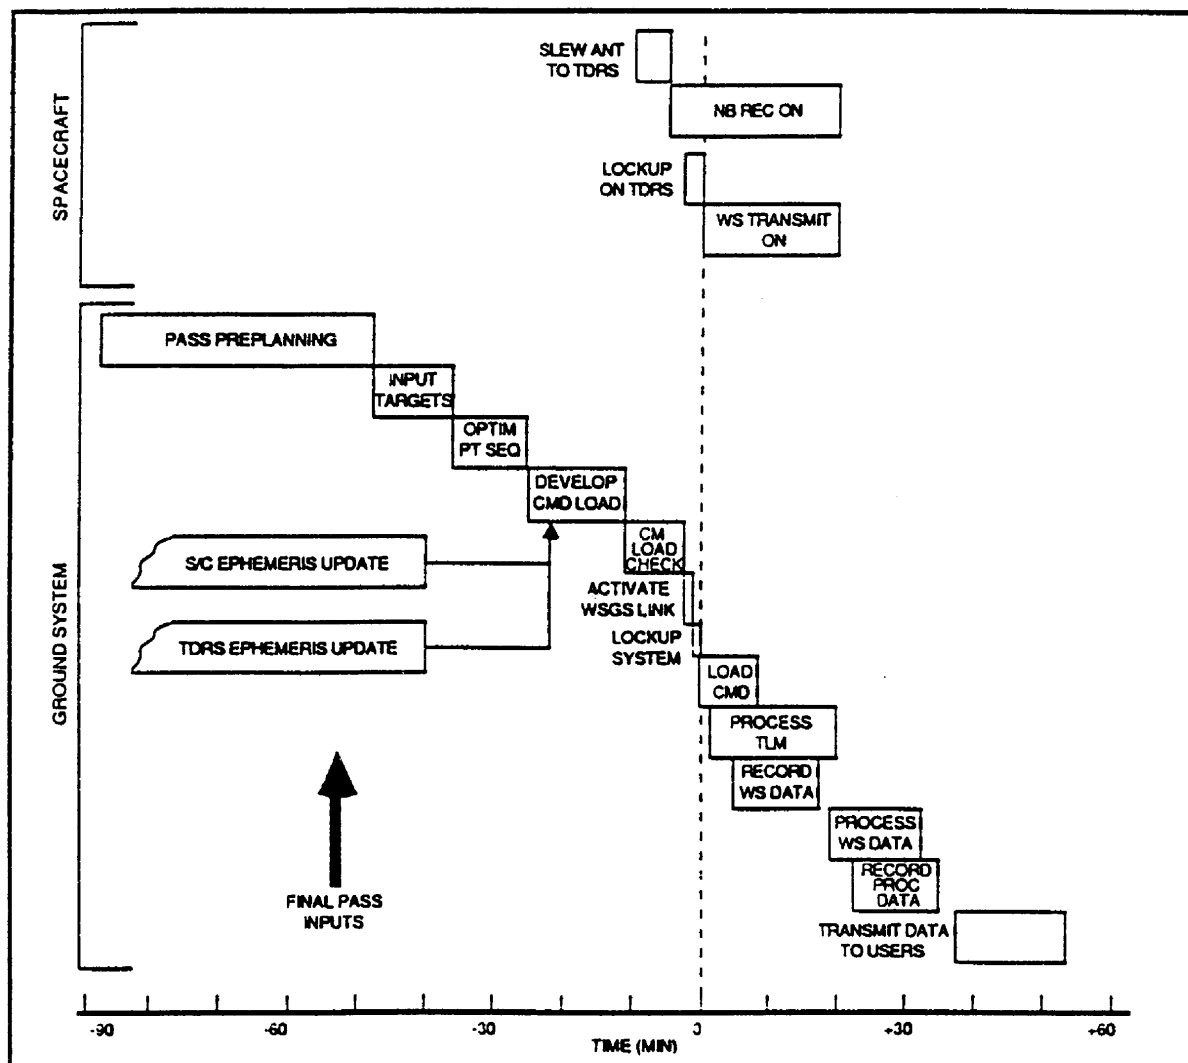 SPACECRAFT
SLEW ANT
TO TDRS
NB REC ON
LOCKUP
ON TDRS
WS TRANSMIT
ON
GROUND SYSTEM
PASS PREPLANNING
INPUT
TARGETS
OPTIM
PT SEQ
DEVELOP
CMD LOAD
S/C EPHEMERIS UPDATE
CM
LOAD
CHECK
ACTIVATE
WSGS LINK
TDRS EPHEMERIS UPDATE
LOCKUP
SYSTEM
LOAD
CMD
PROCESS
TLM
RECORD
WS DATA
PROCESS
WS DATA
RECORD
PROC
DATA
FINAL PASS
INPUTS
TRANSMIT DATA
TO USERS
-90 -60 -30 0 +30 +60
TIME (MIN)